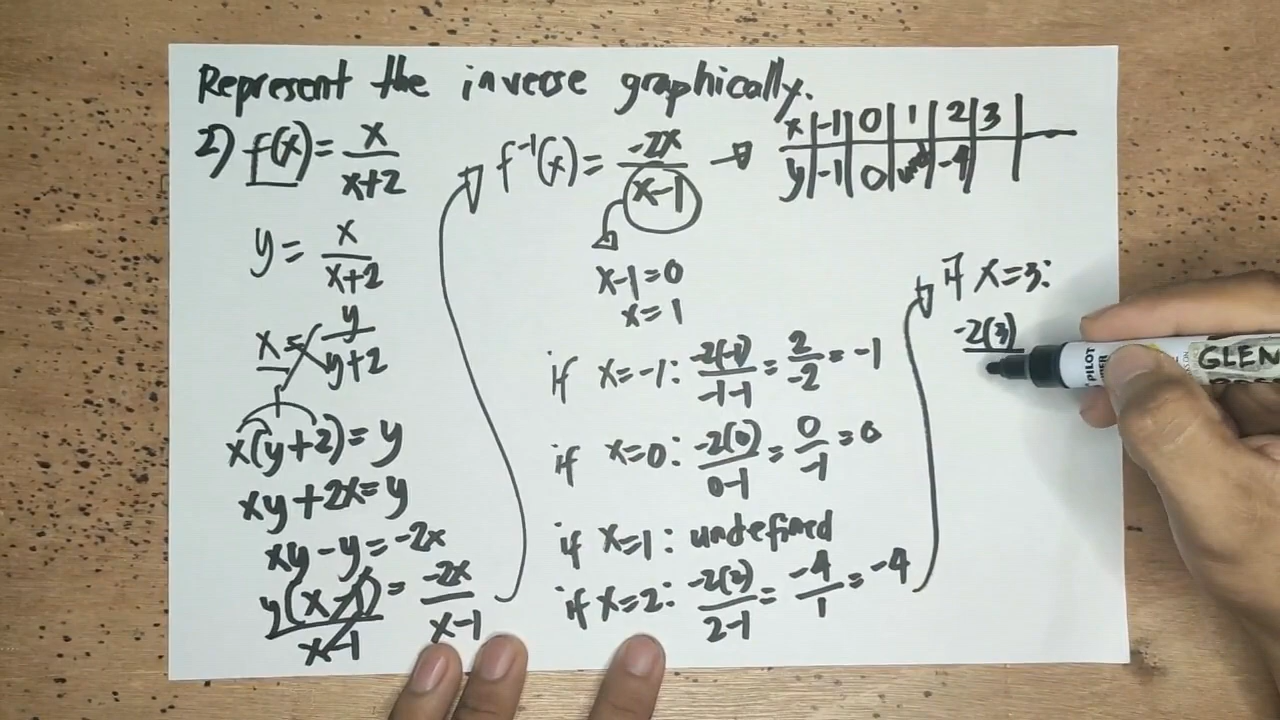 Represent the inverse graphically.
2) f(x) = x/(x+2)
y = x/(x+2)
x = y/(y+2)
x(y+2) = y
xy+2x=y
xy-y=-2x
y(x-1)/(x-1) = -2x/(x-1)
f⁻¹(x) = -2x/(x-1)
x | -1 | 0 | 1 | 2 | 3
y | -1 | 0 | und | -4
x-1=0
x=1
if x=-1: -2(-1)/(-1-1) = 2/-2 = -1
if x=0: -2(0)/(0-1) = 0/-1 = 0
if x=1: undefined
if x=2: -2(2)/(2-1) = -4/1 = -4
if x=3:
-2(3)
PILOT
GLEN